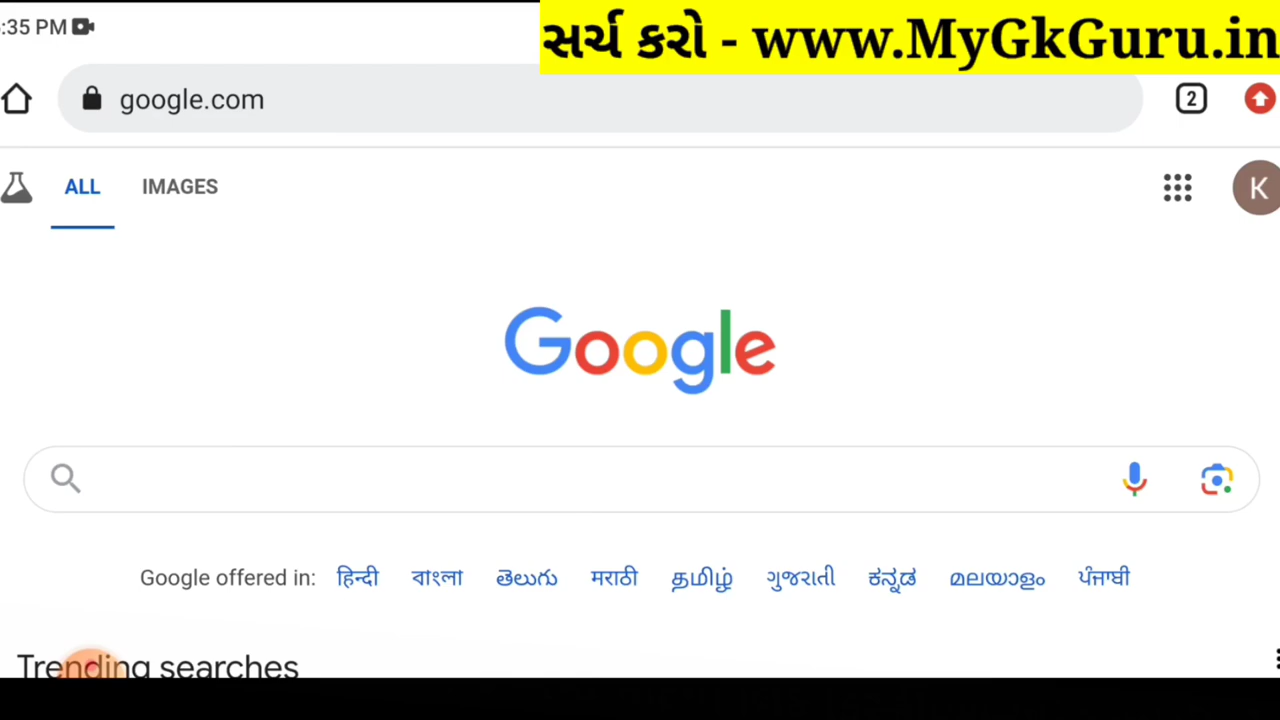 :35 PM
સર્ચ કરો - www.MyGkGuru.in
google.com
2
ALL IMAGES
K
Google
Google offered in: हिन्दी বাংলা తెలుగు मराठी தமிழ் ગુજરાતી ಕನ್ನಡ മലയാളം ਪੰਜਾਬੀ
Trending searches